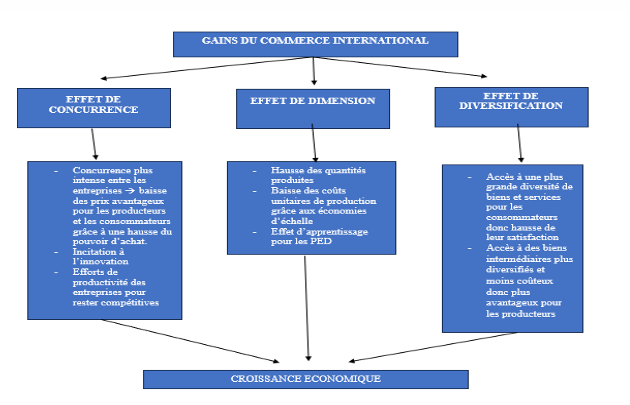 GAINS DU COMMERCE INTERNATIONAL
EFFET DE
CONCURRENCE
EFFET DE DIMENSION
EFFET DE
DIVERSIFICATION
- Concurrence plus
intense entre les
entreprises → baisse
des prix avantageux
pour les producteurs
et les consommateurs
grâce à une hausse du
pouvoir d’achat.
- Incitation à
l’innovation
- Efforts de
productivité des
entreprises pour
rester compétitives
- Hausse des quantités
produites
- Baisse des coûts
unitaires de production
grâce aux économies
d’échelle
- Effet d’apprentissage
pour les PED
- Accès à une plus
grande diversité de
biens et services pour
les consommateurs
donc hausse de
leur satisfaction
- Accès à des biens
intermédiaires plus
diversifiés et
moins coûteux
donc plus
avantageux pour
les producteurs
CROISSANCE ECONOMIQUE